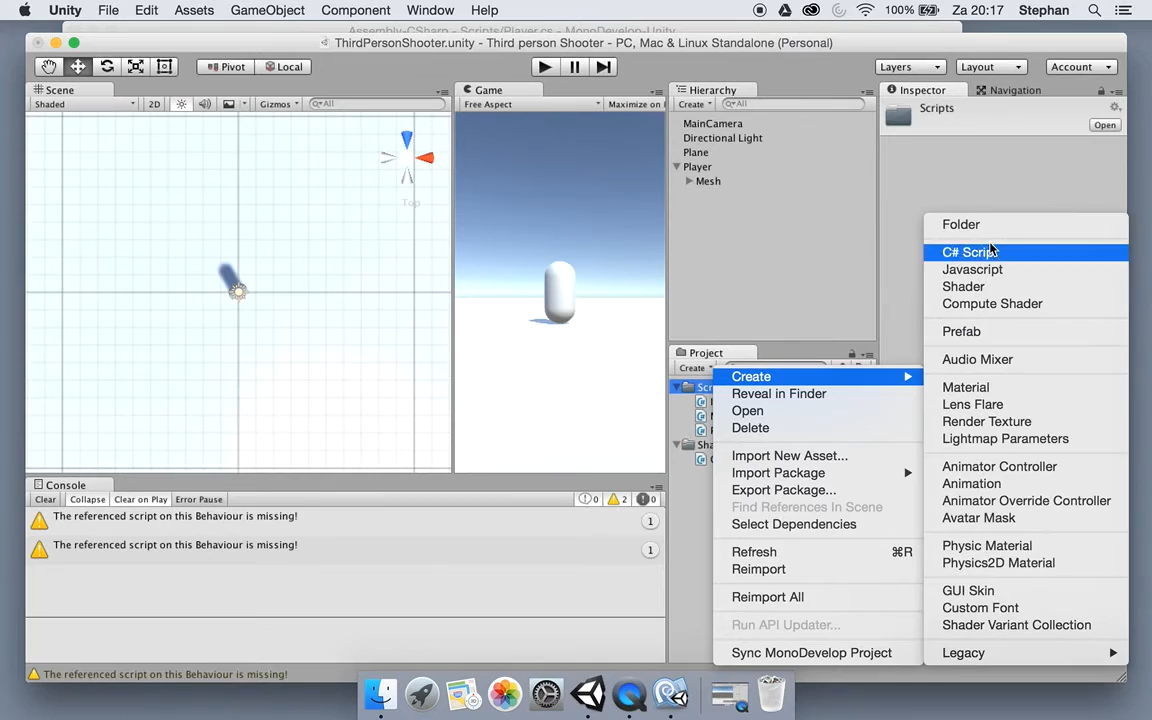 Unity File Edit Assets GameObject Component Window Help 100% Za 20:17 Stephan
Assembly-CSharp - Scripts/Player.cs - MonoDevelop-Unity
ThirdPersonShooter.unity - Third person Shooter - PC, Mac & Linux Standalone (Personal)
Pivot Local Layers Layout Account
Scene Game Hierarchy Inspector Navigation
Shaded 2D Gizmos All Free Aspect Maximize on Create All
Scripts
Open
MainCamera
Directional Light
Plane
Player
Mesh
Top
Folder
C# Script
Javascript
Shader
Compute Shader
Prefab
Audio Mixer
Material
Lens Flare
Render Texture
Lightmap Parameters
Animator Controller
Animation
Animator Override Controller
Avatar Mask
Physic Material
Physics2D Material
GUI Skin
Custom Font
Shader Variant Collection
Legacy
Project
Create
Create
Reveal in Finder
Open
Delete
Import New Asset...
Import Package
Export Package...
Find References In Scene
Select Dependencies
Refresh ⌘R
Reimport
Reimport All
Run API Updater...
Sync MonoDevelop Project
Console
Clear Collapse Clear on Play Error Pause 0 2 0
The referenced script on this Behaviour is missing! 1
The referenced script on this Behaviour is missing! 1
The referenced script on this Behaviour is missing!